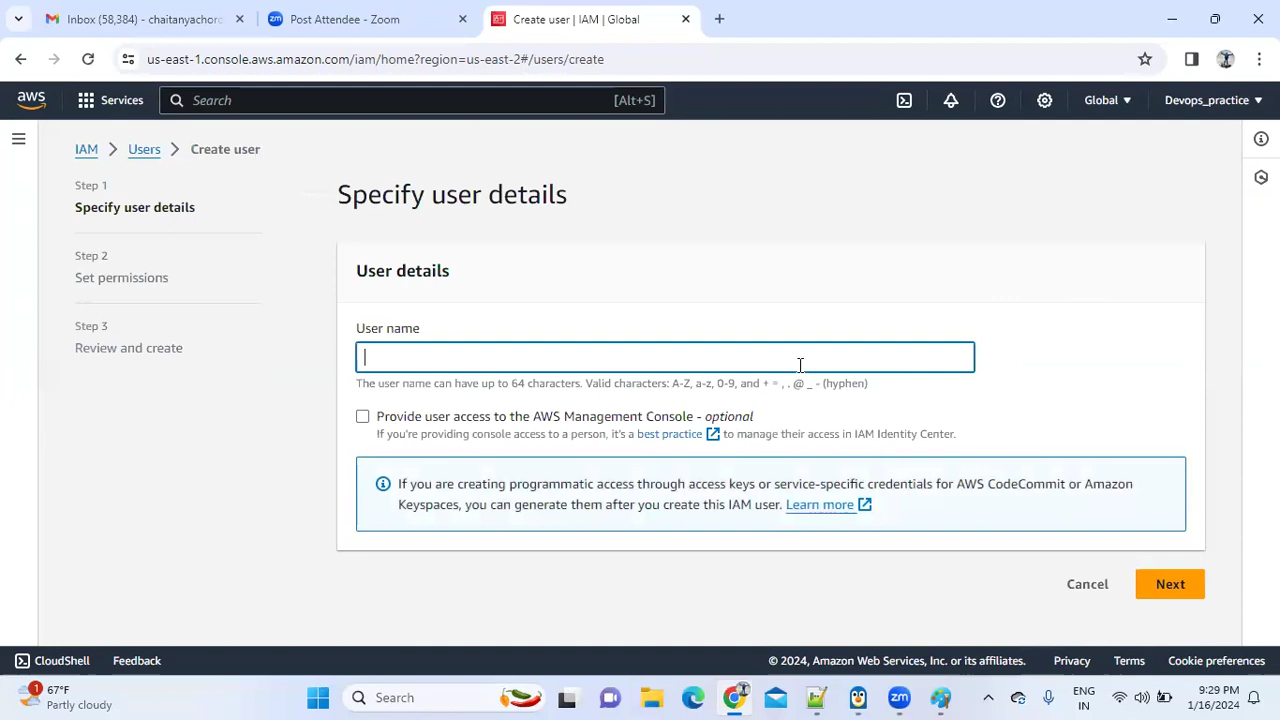 Inbox (58,384) - chaitanyachoro
Post Attendee - Zoom
Create user | IAM | Global
us-east-1.console.aws.amazon.com/iam/home?region=us-east-2#/users/create
aws
Services
Search
[Alt+S]
Global
Devops_practice
IAM
Users
Create user
Step 1
Specify user details
Step 2
Set permissions
Step 3
Review and create
Specify user details
User details
User name
The user name can have up to 64 characters. Valid characters: A-Z, a-z, 0-9, and + = , . @ _ - (hyphen)
Provide user access to the AWS Management Console - optional
If you're providing console access to a person, it's a best practice to manage their access in IAM Identity Center.
If you are creating programmatic access through access keys or service-specific credentials for AWS CodeCommit or Amazon
Keyspaces, you can generate them after you create this IAM user. Learn more
Cancel
Next
CloudShell
Feedback
© 2024, Amazon Web Services, Inc. or its affiliates.
Privacy
Terms
Cookie preferences
1
67°F
Partly cloudy
Search
zm
ENG
IN
9:29 PM
1/16/2024